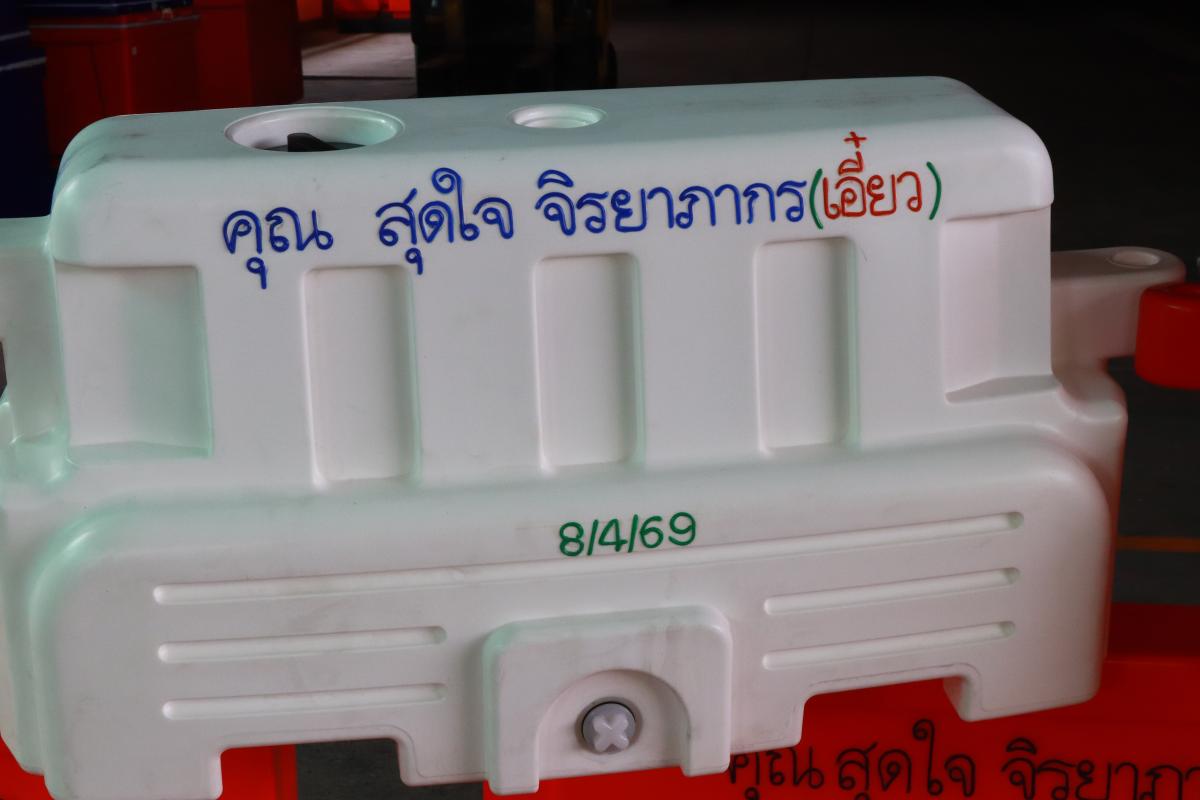 คุณ สุดใจ จิรยาภากร(เอี๋ยว)
8/4/69
คุณ สุดใจ จิรยาภา